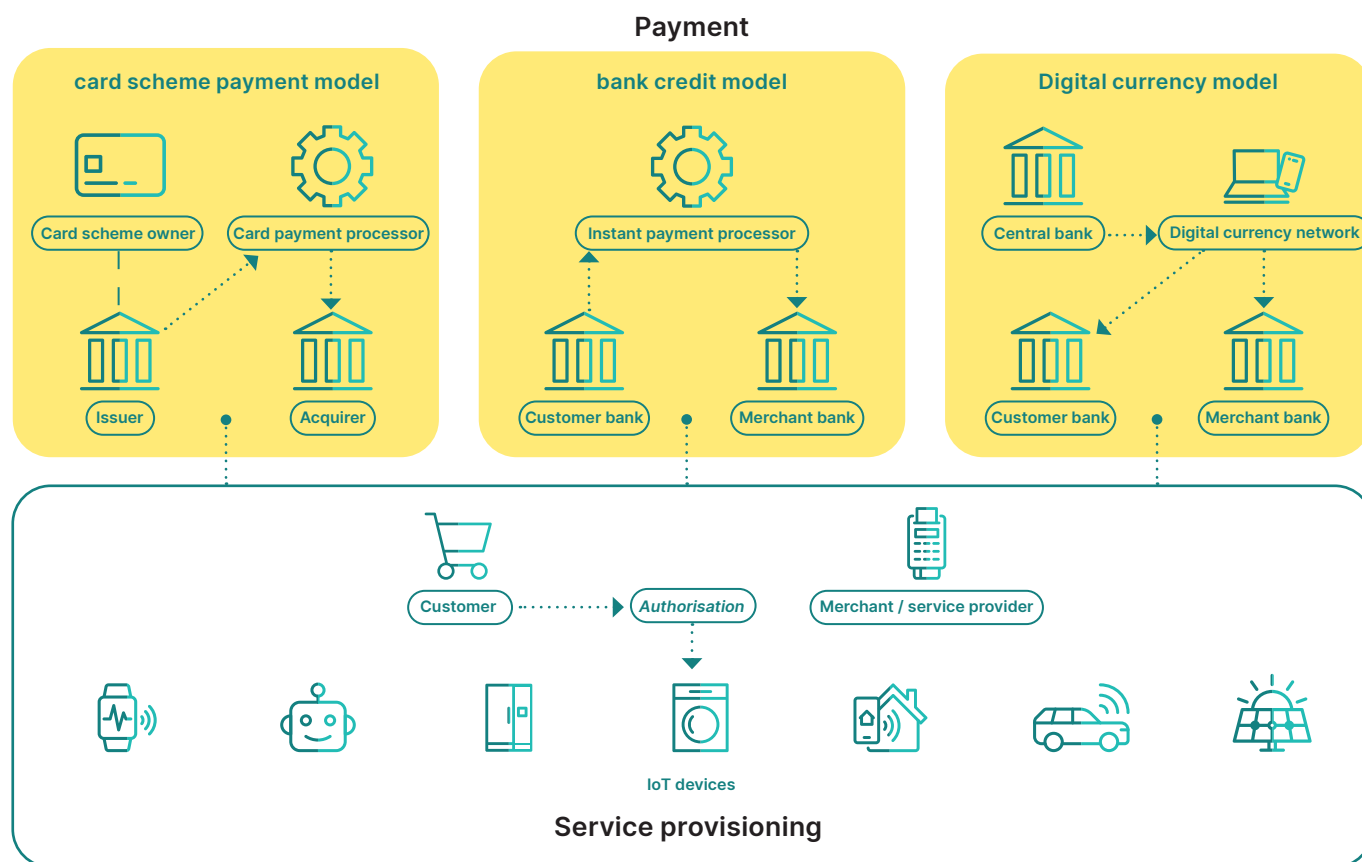 Payment
card scheme payment model
bank credit model
Digital currency model
Card scheme owner
Card payment processor
Instant payment processor
Central bank
Digital currency network
Issuer
Acquirer
Customer bank
Merchant bank
Customer bank
Merchant bank
Customer
Authorisation
Merchant / service provider
IoT devices
Service provisioning